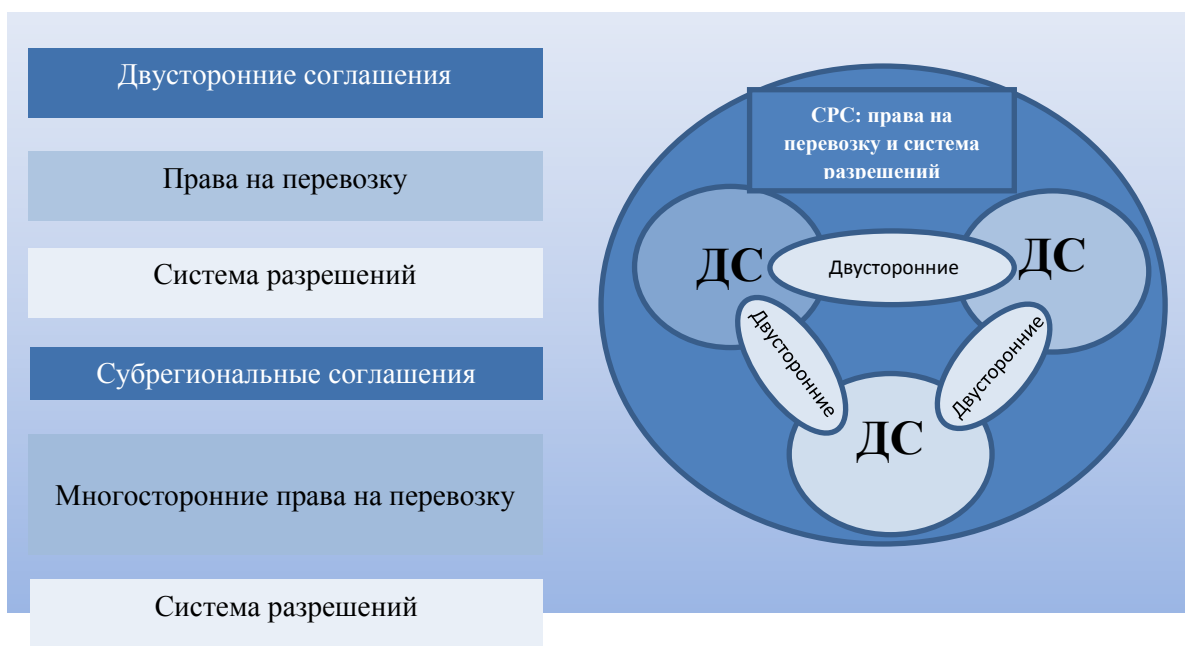 Двусторонние соглашения
Права на перевозку
Система разрешений
Субрегиональные соглашения
Многосторонние права на перевозку
Система разрешений
СРС: права на
перевозку и система
разрешений
ДС
Двусторонние
ДС
Двусторонние
Двусторонние
ДС